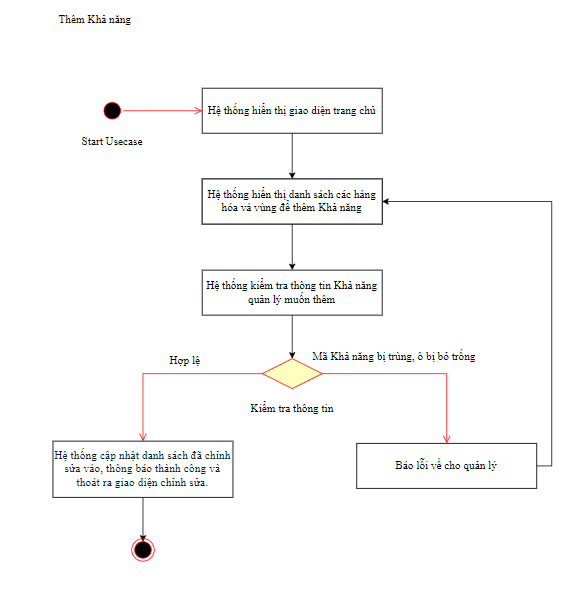 Thêm Khả năng
Hệ thống hiển thị giao diện trang chủ
Start Usecase
Hệ thống hiển thị danh sách các hàng
hóa và vùng để thêm Khả năng
Hệ thống kiểm tra thông tin Khả năng
quản lý muốn thêm
Hợp lệ
Mã Khả năng bị trùng, ô bị bỏ trống
Kiểm tra thông tin
Hệ thống cập nhật danh sách đã chỉnh
sửa vào, thông báo thành công và
thoát ra giao diện chỉnh sửa.
Báo lỗi về cho quản lý